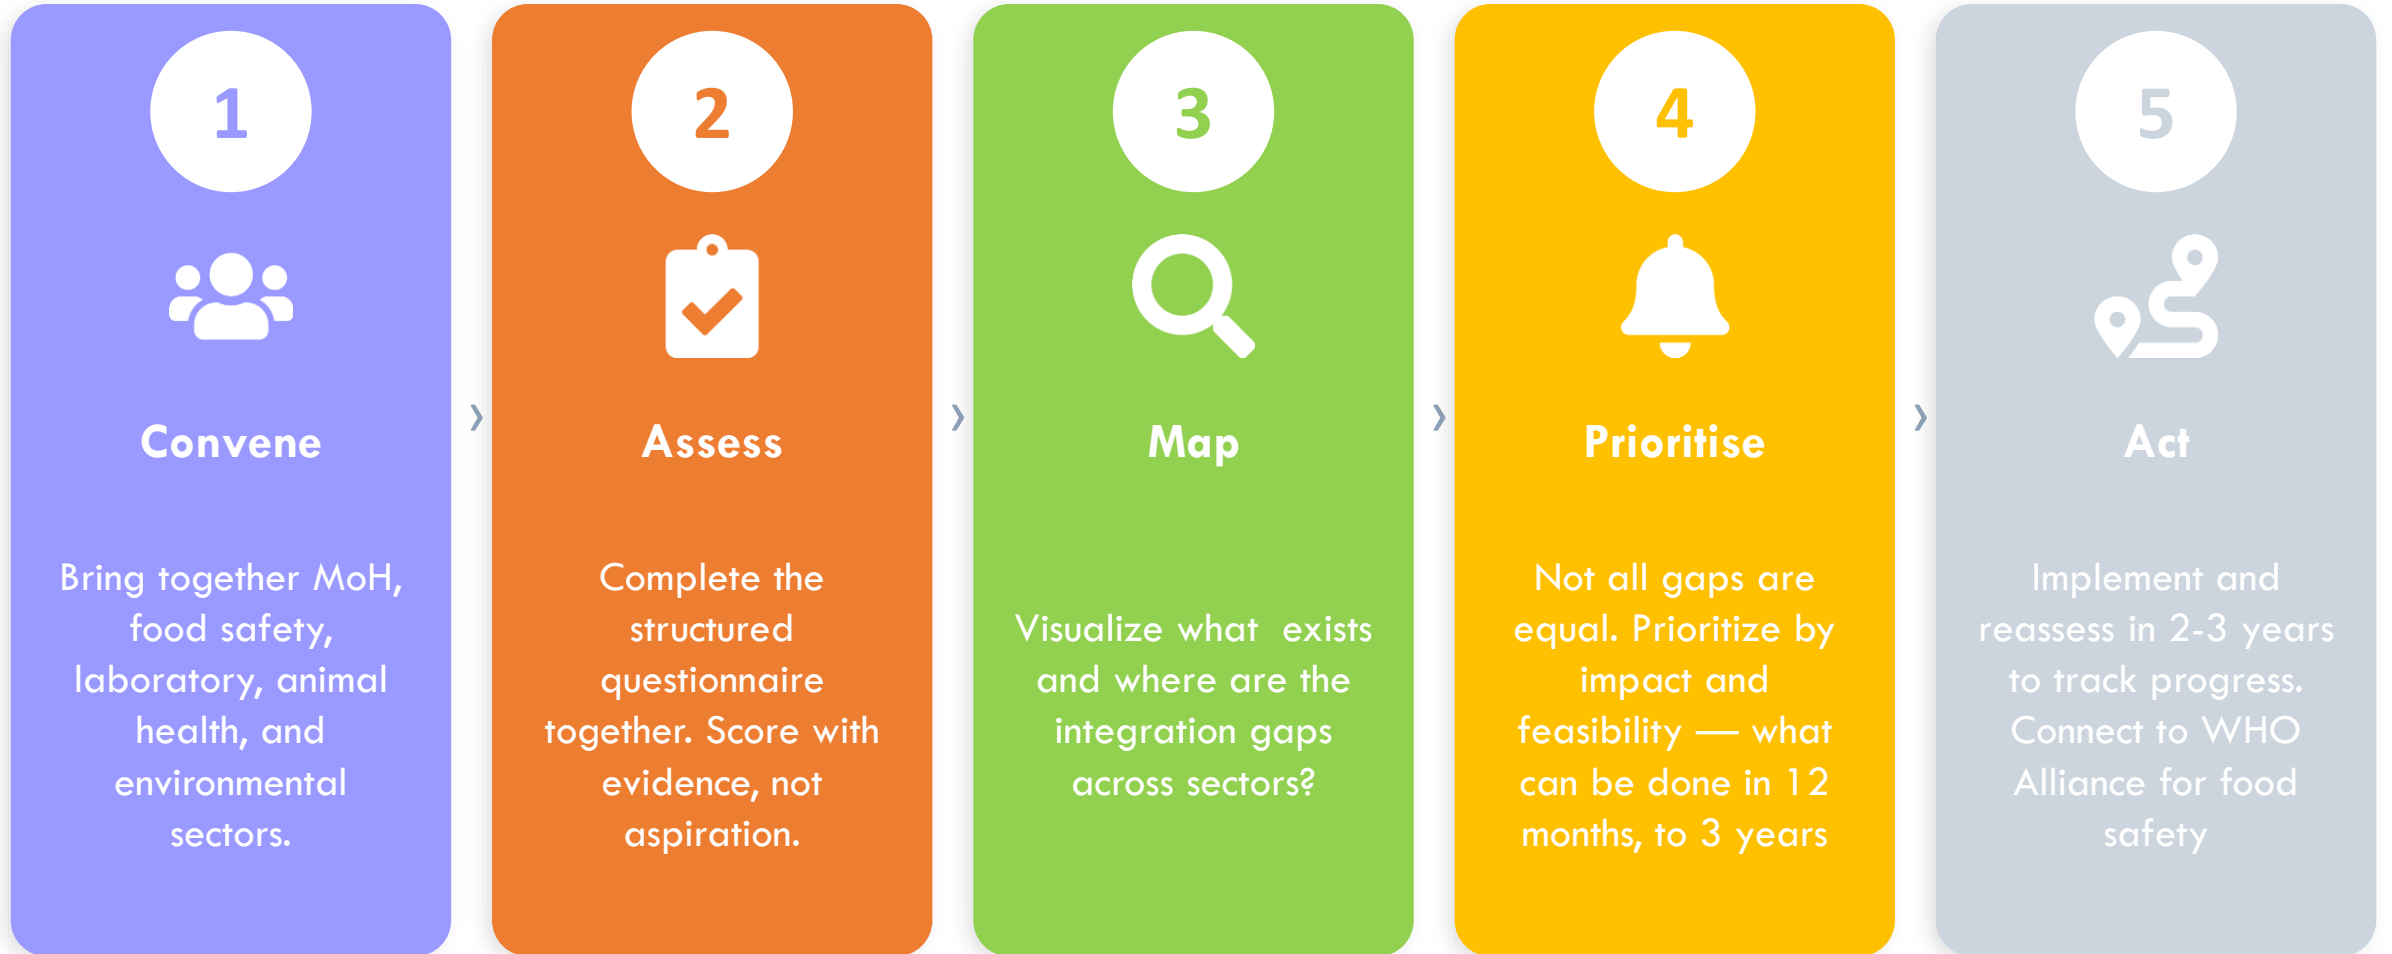 1
Convene
Bring together MoH,
food safety,
laboratory, animal
health, and
environmental
sectors.
›
2
Assess
Complete the
structured
questionnaire
together. Score with
evidence, not
aspiration.
›
3
Map
Visualize what  exists
and where are the
integration gaps
across sectors?
›
4
Prioritise
Not all gaps are
equal. Prioritize by
impact and
feasibility — what
can be done in 12
months, to 3 years
›
5
Act
Implement and
reassess in 2-3 years
to track progress.
Connect to WHO
Alliance for food
safety